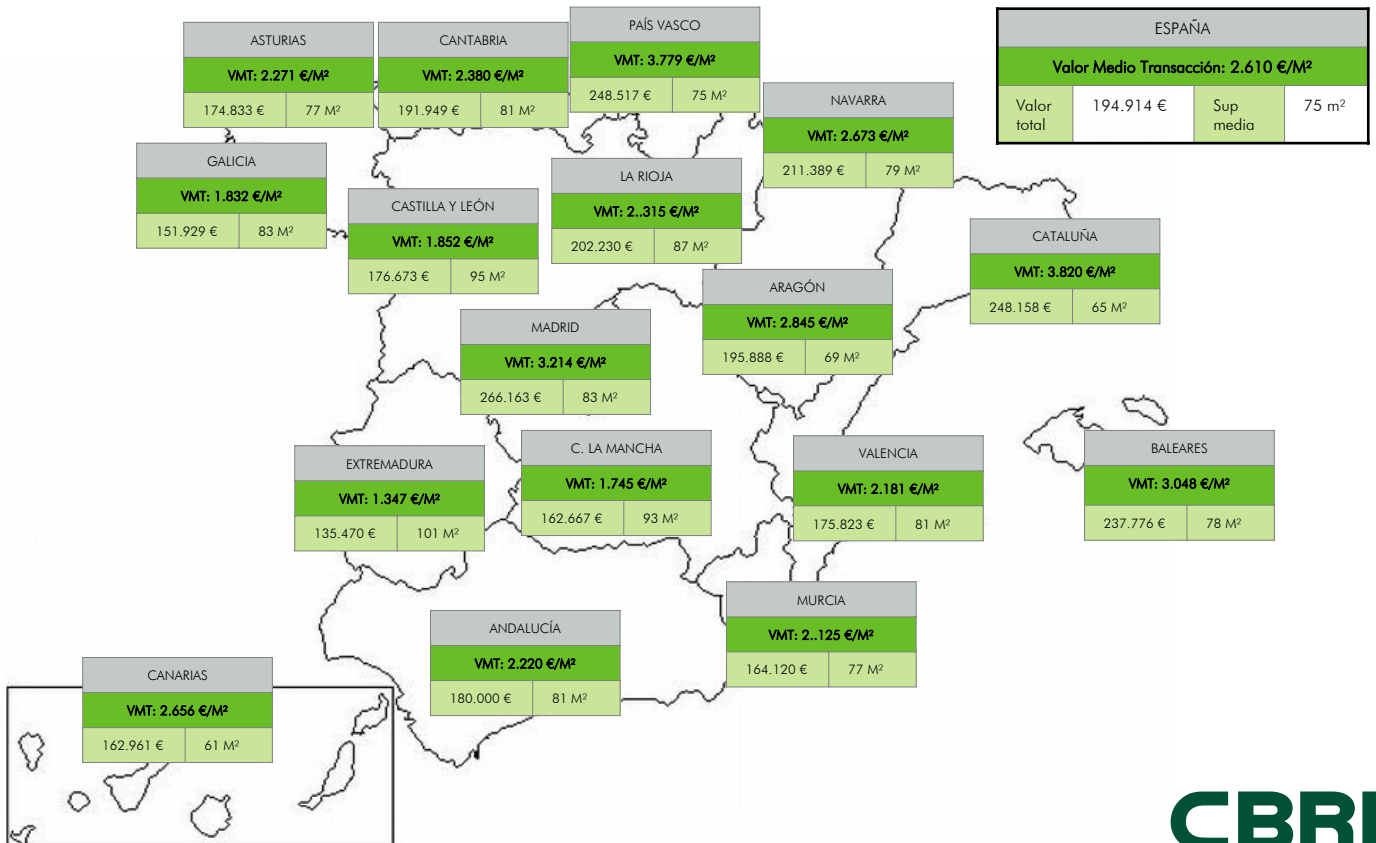 ESPAÑA
Valor Medio Transacción: 2.610 €/M²
Valor total
194.914 €
Sup media
75 m²
ASTURIAS
VMT: 2.271 €/M²
174.833 €
77 M²
CANTABRIA
VMT: 2.380 €/M²
191.949 €
81 M²
PAÍS VASCO
VMT: 3.779 €/M²
248.517 €
75 M²
NAVARRA
VMT: 2.673 €/M²
211.389 €
79 M²
GALICIA
VMT: 1.832 €/M²
151.929 €
83 M²
CASTILLA Y LEÓN
VMT: 1.852 €/M²
176.673 €
95 M²
LA RIOJA
VMT: 2..315 €/M²
202.230 €
87 M²
CATALUÑA
VMT: 3.820 €/M²
248.158 €
65 M²
ARAGÓN
VMT: 2.845 €/M²
195.888 €
69 M²
MADRID
VMT: 3.214 €/M²
266.163 €
83 M²
EXTREMADURA
VMT: 1.347 €/M²
135.470 €
101 M²
C. LA MANCHA
VMT: 1.745 €/M²
162.667 €
93 M²
VALENCIA
VMT: 2.181 €/M²
175.823 €
81 M²
BALEARES
VMT: 3.048 €/M²
237.776 €
78 M²
MURCIA
VMT: 2..125 €/M²
164.120 €
77 M²
ANDALUCÍA
VMT: 2.220 €/M²
180.000 €
81 M²
CANARIAS
VMT: 2.656 €/M²
162.961 €
61 M²
CBRE